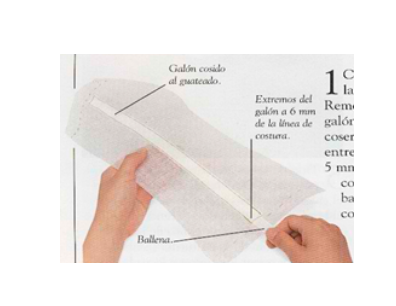 Galón cosido
al guateado.
Extremos del
galón a 6 mm
de la línea de
costura.
Ballena
1 C
la
Rem
galón
coser
entre
5 mm
co
ba
co